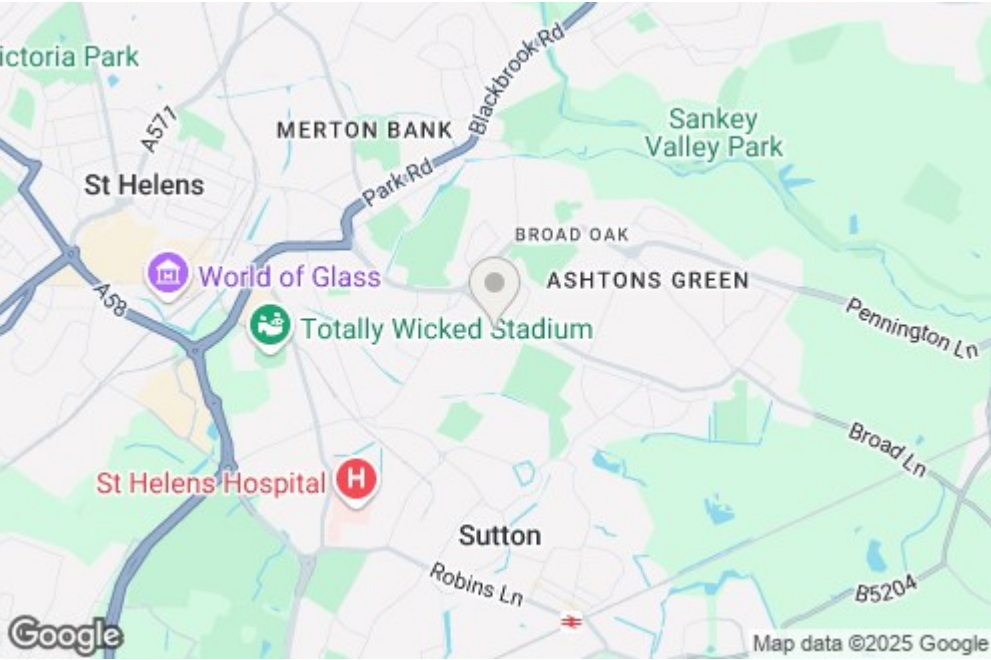 ictoria Park
A571
MERTON BANK
Blackbrook Rd
Sankey
Valley Park
Park Rd
St Helens
BROAD OAK
World of Glass
ASHTONS GREEN
A58
Totally Wicked Stadium
Pennington Ln
Broad Ln
St Helens Hospital
H
Sutton
Robins Ln
B5204
Google
Map data ©2025 Google